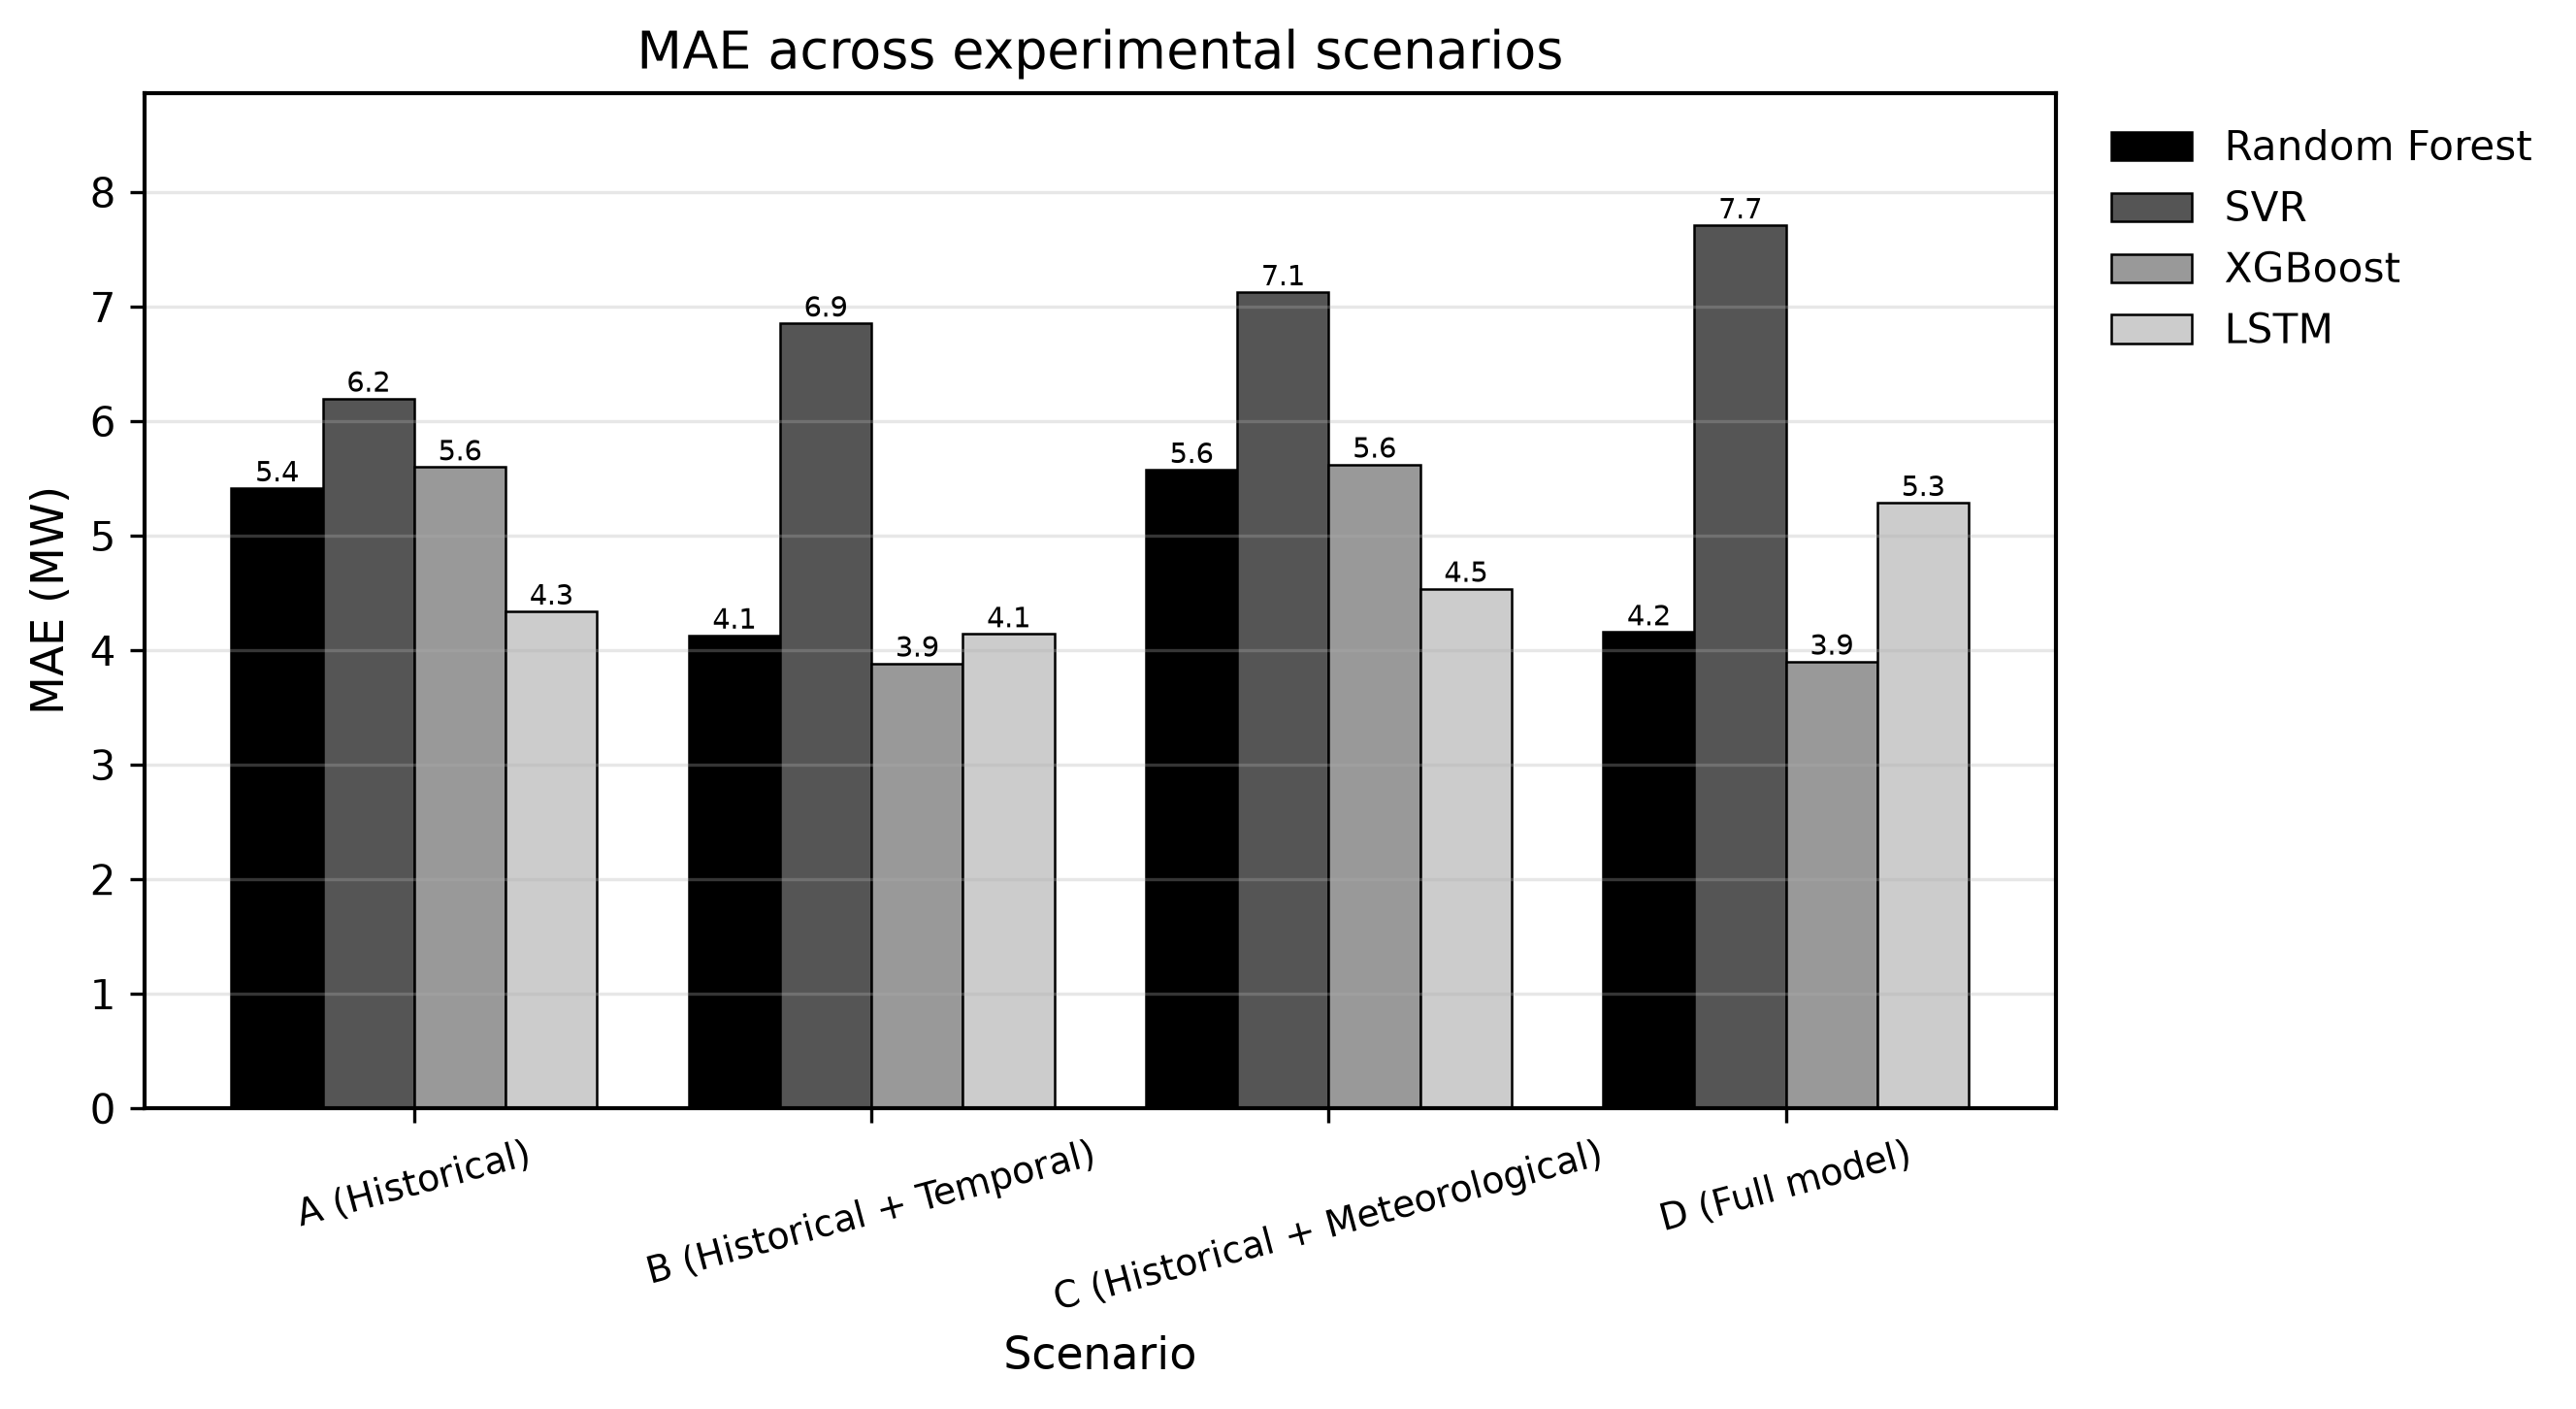 MAE across experimental scenarios
Random Forest
SVR
XGBoost
LSTM
MAE (MW)
8
7
6
5
4
3
2
1
0
5.4
6.2
5.6
4.3
4.1
6.9
3.9
4.1
5.6
7.1
5.6
4.5
4.2
7.7
3.9
5.3
A (Historical)
B (Historical + Temporal)
C (Historical + Meteorological)
D (Full model)
Scenario